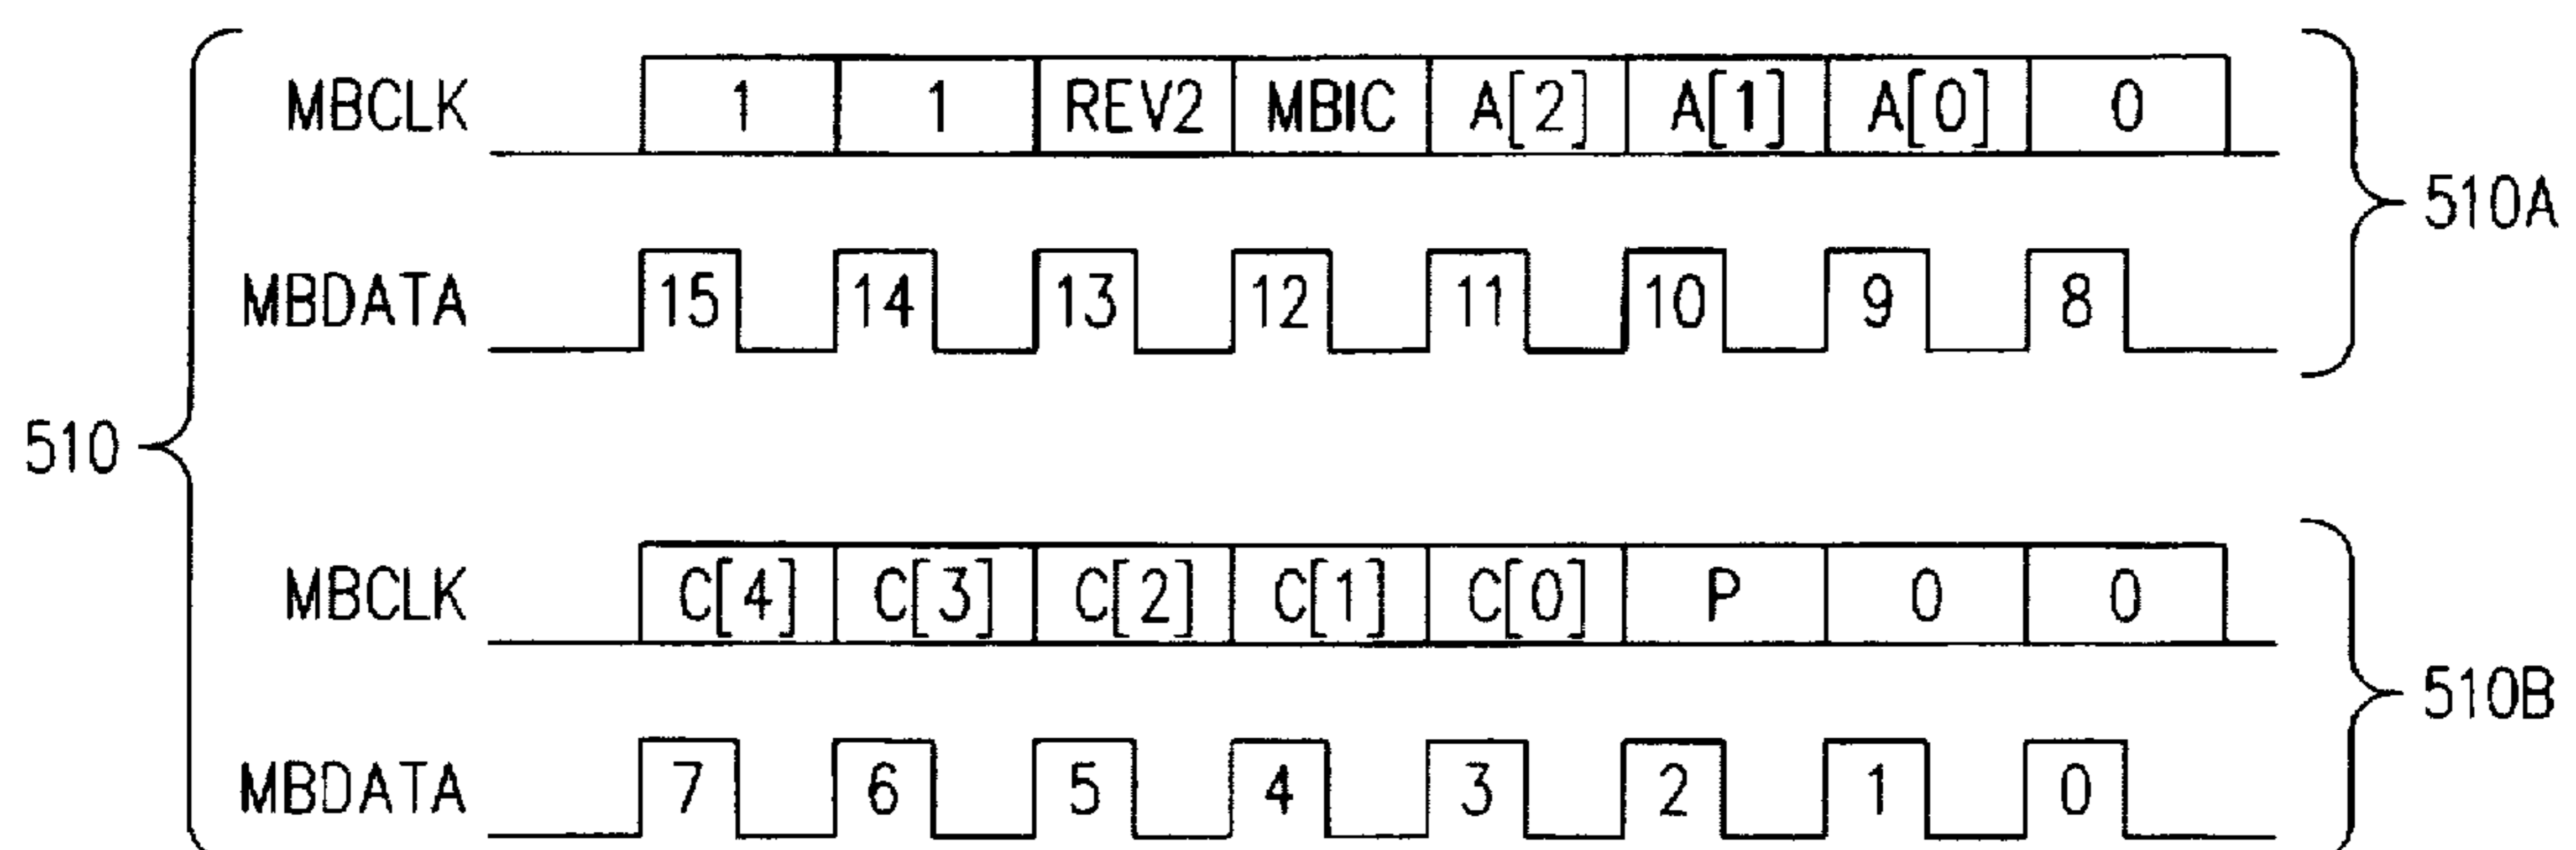 MBCLK 1 1 REV2 MBIC A[2] A[1] A[0] 0
510A
MBDATA 15 14 13 12 11 10 9 8
510
MBCLK C[4] C[3] C[2] C[1] C[0] P 0 0
510B
MBDATA 7 6 5 4 3 2 1 0